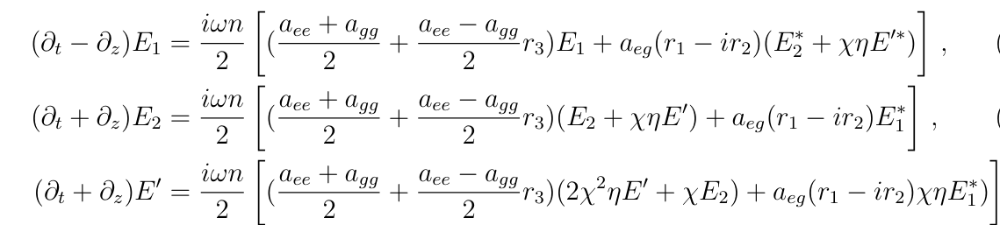 (∂_t − ∂_z)E_1 = \frac{iωn}{2} [ (\frac{a_{ee} + a_{gg}}{2} + \frac{a_{ee} − a_{gg}}{2} r_3)E_1 + a_{eg}(r_1 − ir_2)(E_2^* + χηE'^*) ] , (
(∂_t + ∂_z)E_2 = \frac{iωn}{2} [ (\frac{a_{ee} + a_{gg}}{2} + \frac{a_{ee} − a_{gg}}{2} r_3)(E_2 + χηE') + a_{eg}(r_1 − ir_2)E_1^* ] , (
(∂_t + ∂_z)E' = \frac{iωn}{2} [ (\frac{a_{ee} + a_{gg}}{2} + \frac{a_{ee} − a_{gg}}{2} r_3)(2χ^2ηE' + χE_2) + a_{eg}(r_1 − ir_2)χηE_1^*) ]